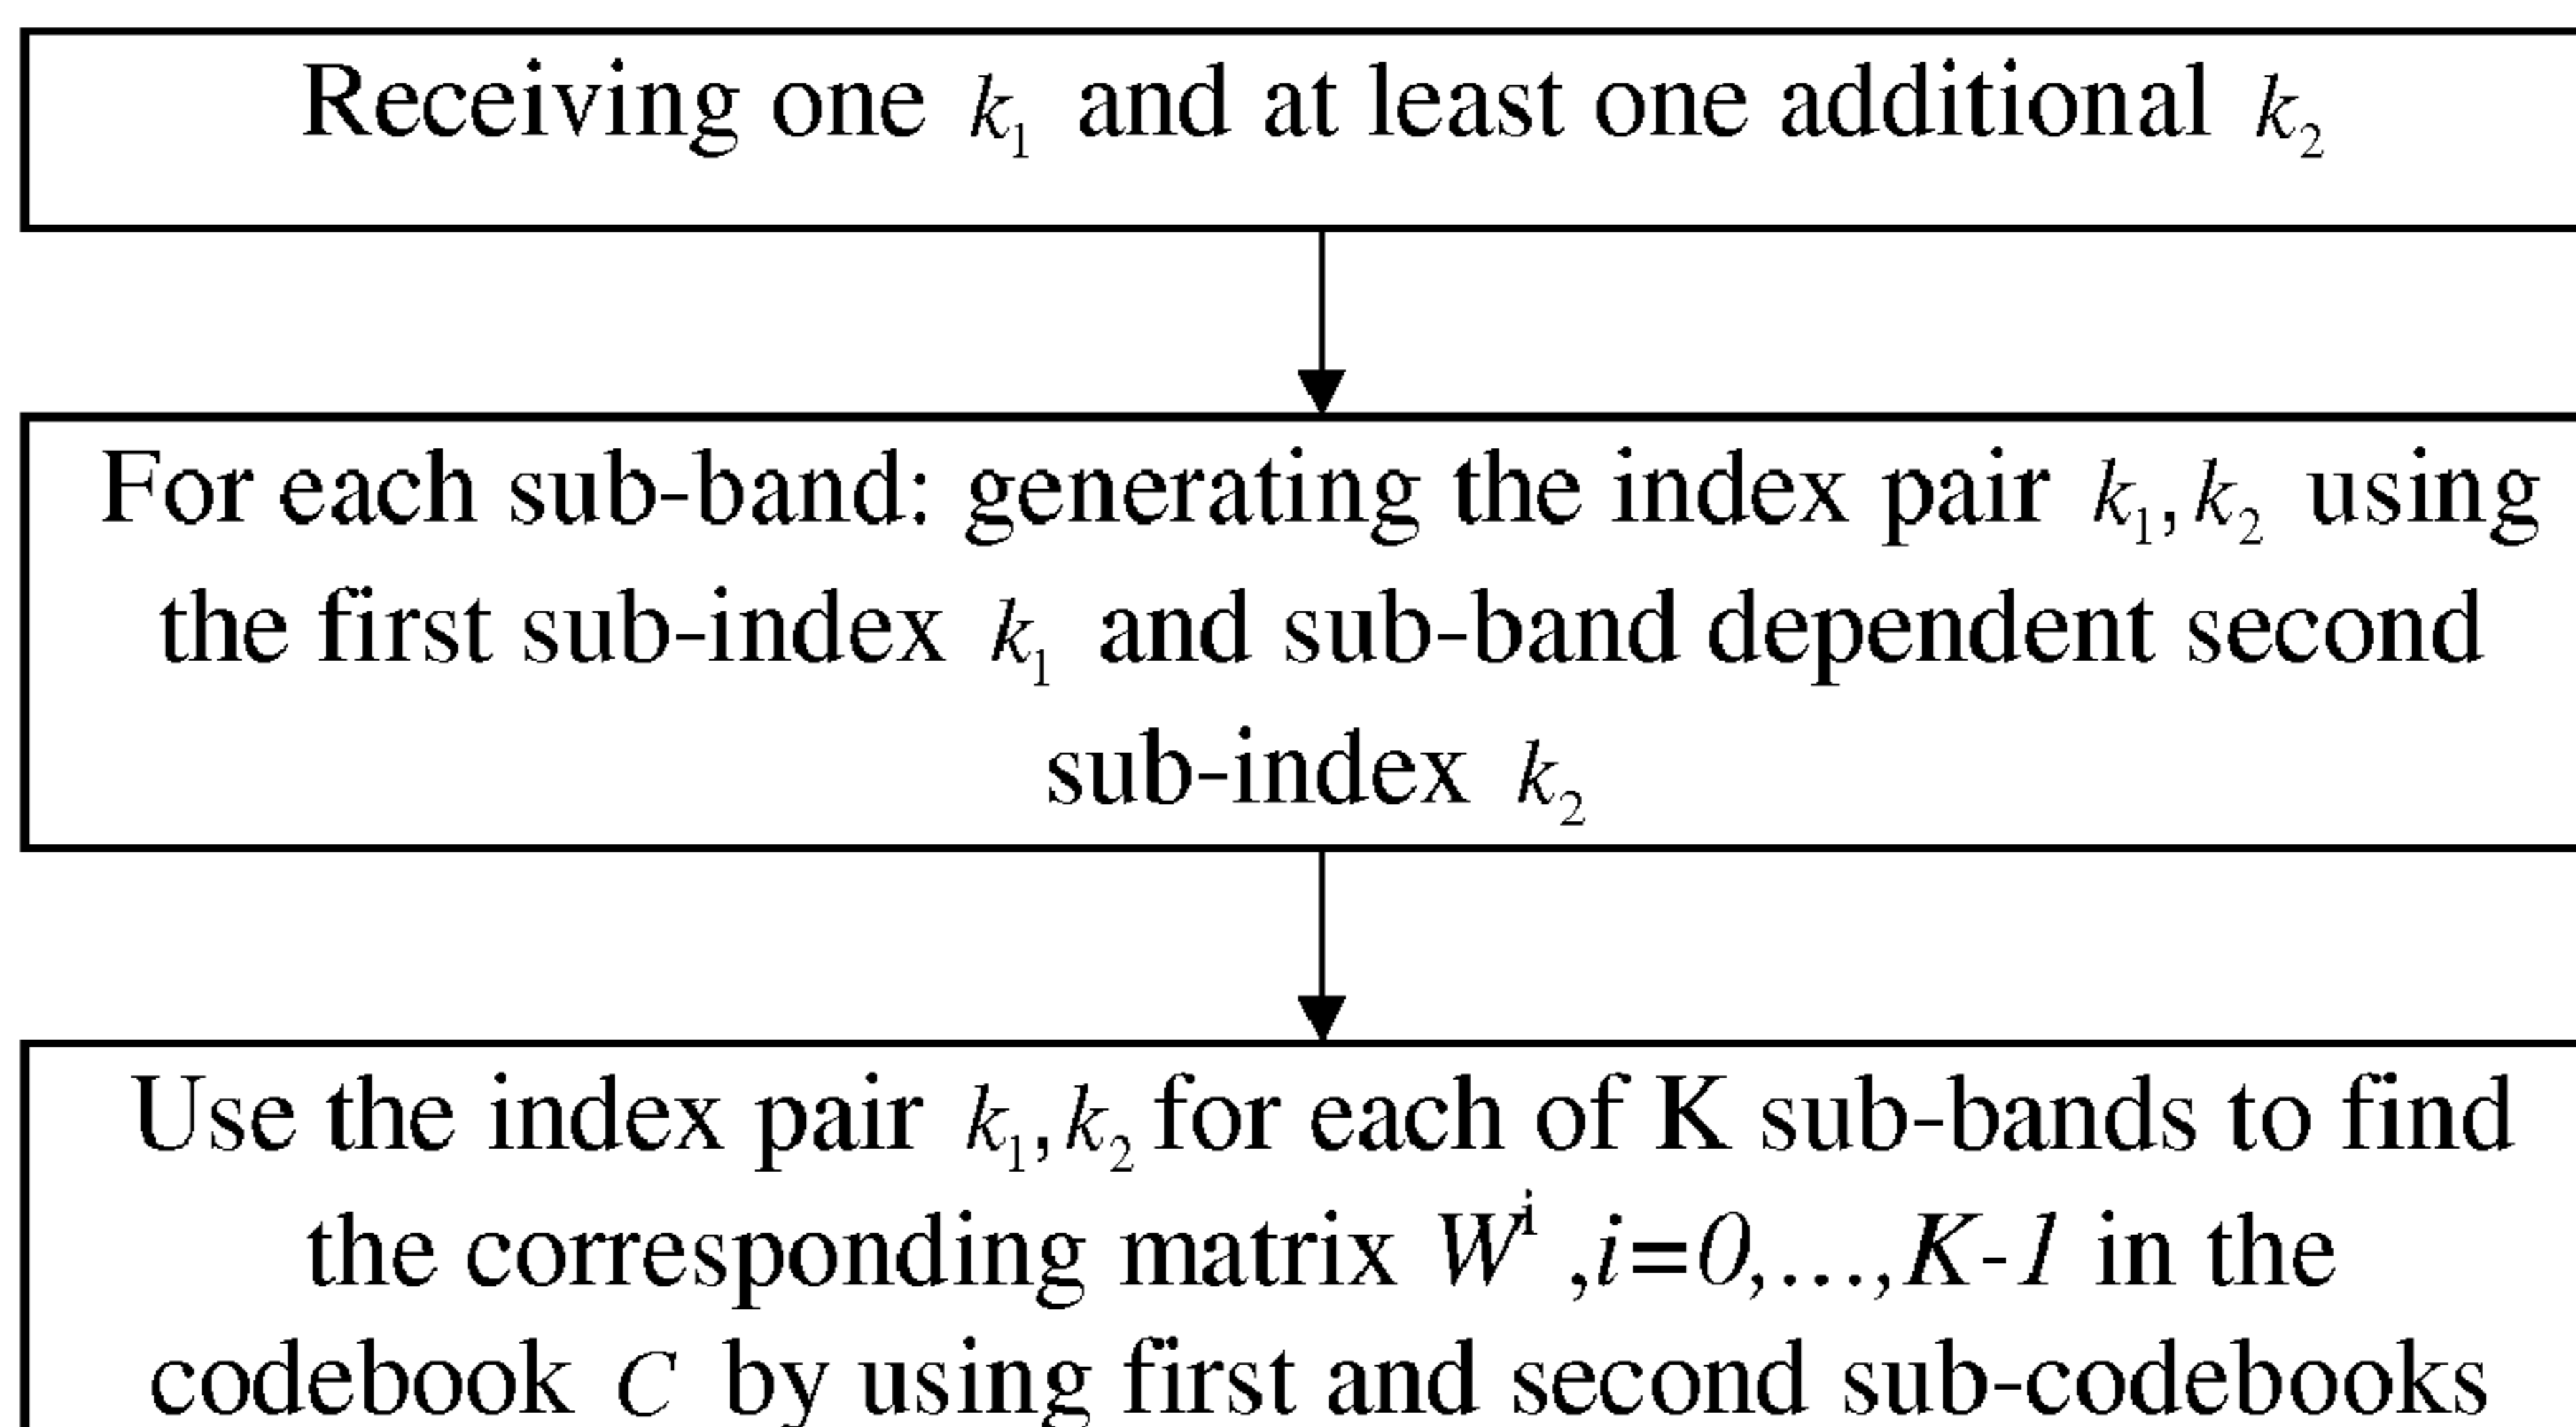 Receiving one k₁ and at least one additional k₂
For each sub-band: generating the index pair k₁,k₂ using
the first sub-index k₁ and sub-band dependent second
sub-index k₂
Use the index pair k₁,k₂ for each of K sub-bands to find
the corresponding matrix Wⁱ ,i=0,...,K-1 in the
codebook C by using first and second sub-codebooks